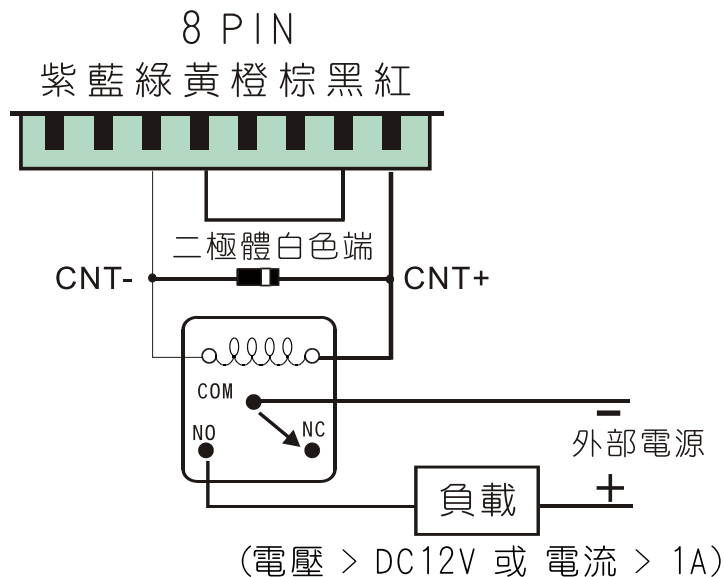 8 PIN
紫藍綠黃橙棕黑紅
二極體白色端
CNT- CNT+
COM
NO NC
−
外部電源
+
負載
(電壓 > DC12V 或 電流 > 1A)